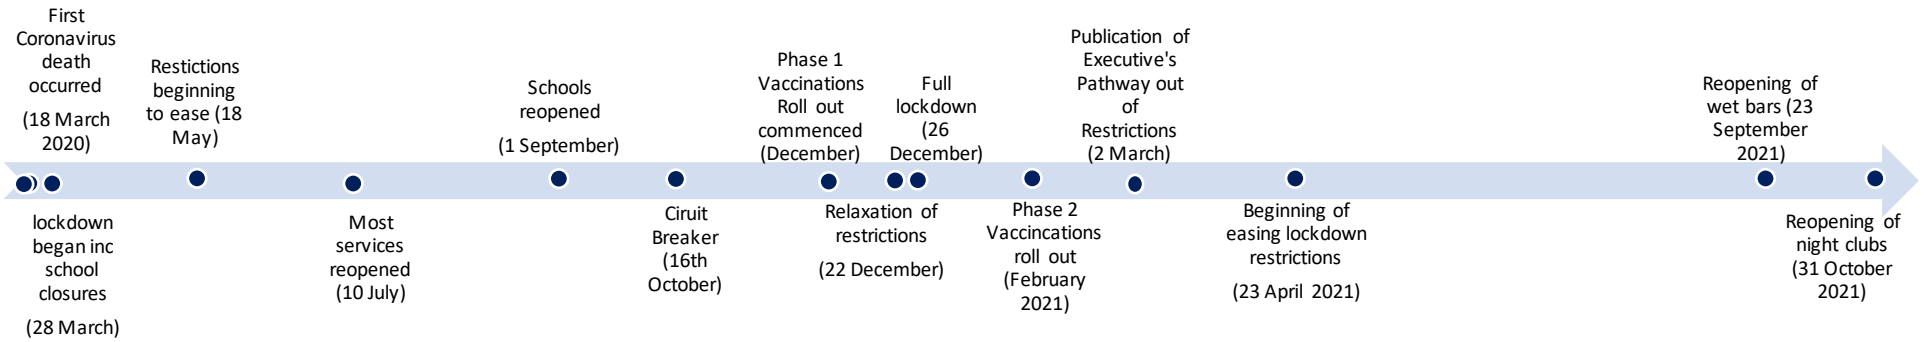 First
Coronavirus
death
occurred
(18 March
2020)
lockdown
began inc
school
closures
(28 March)
Restictions
beginning
to ease (18
May)
Most
services
reopened
(10 July)
Schools
reopened
(1 September)
Ciruit
Breaker
(16th
October)
Phase 1
Vaccinations
Roll out
commenced
(December)
Relaxation of
restrictions
(22 December)
Full
lockdown
(26
December)
Phase 2
Vaccincations
roll out
(February
2021)
Publication of
Executive's
Pathway out
of
Restrictions
(2 March)
Beginning of
easing lockdown
restrictions
(23 April 2021)
Reopening of
wet bars (23
September
2021)
Reopening of
night clubs
(31 October
2021)